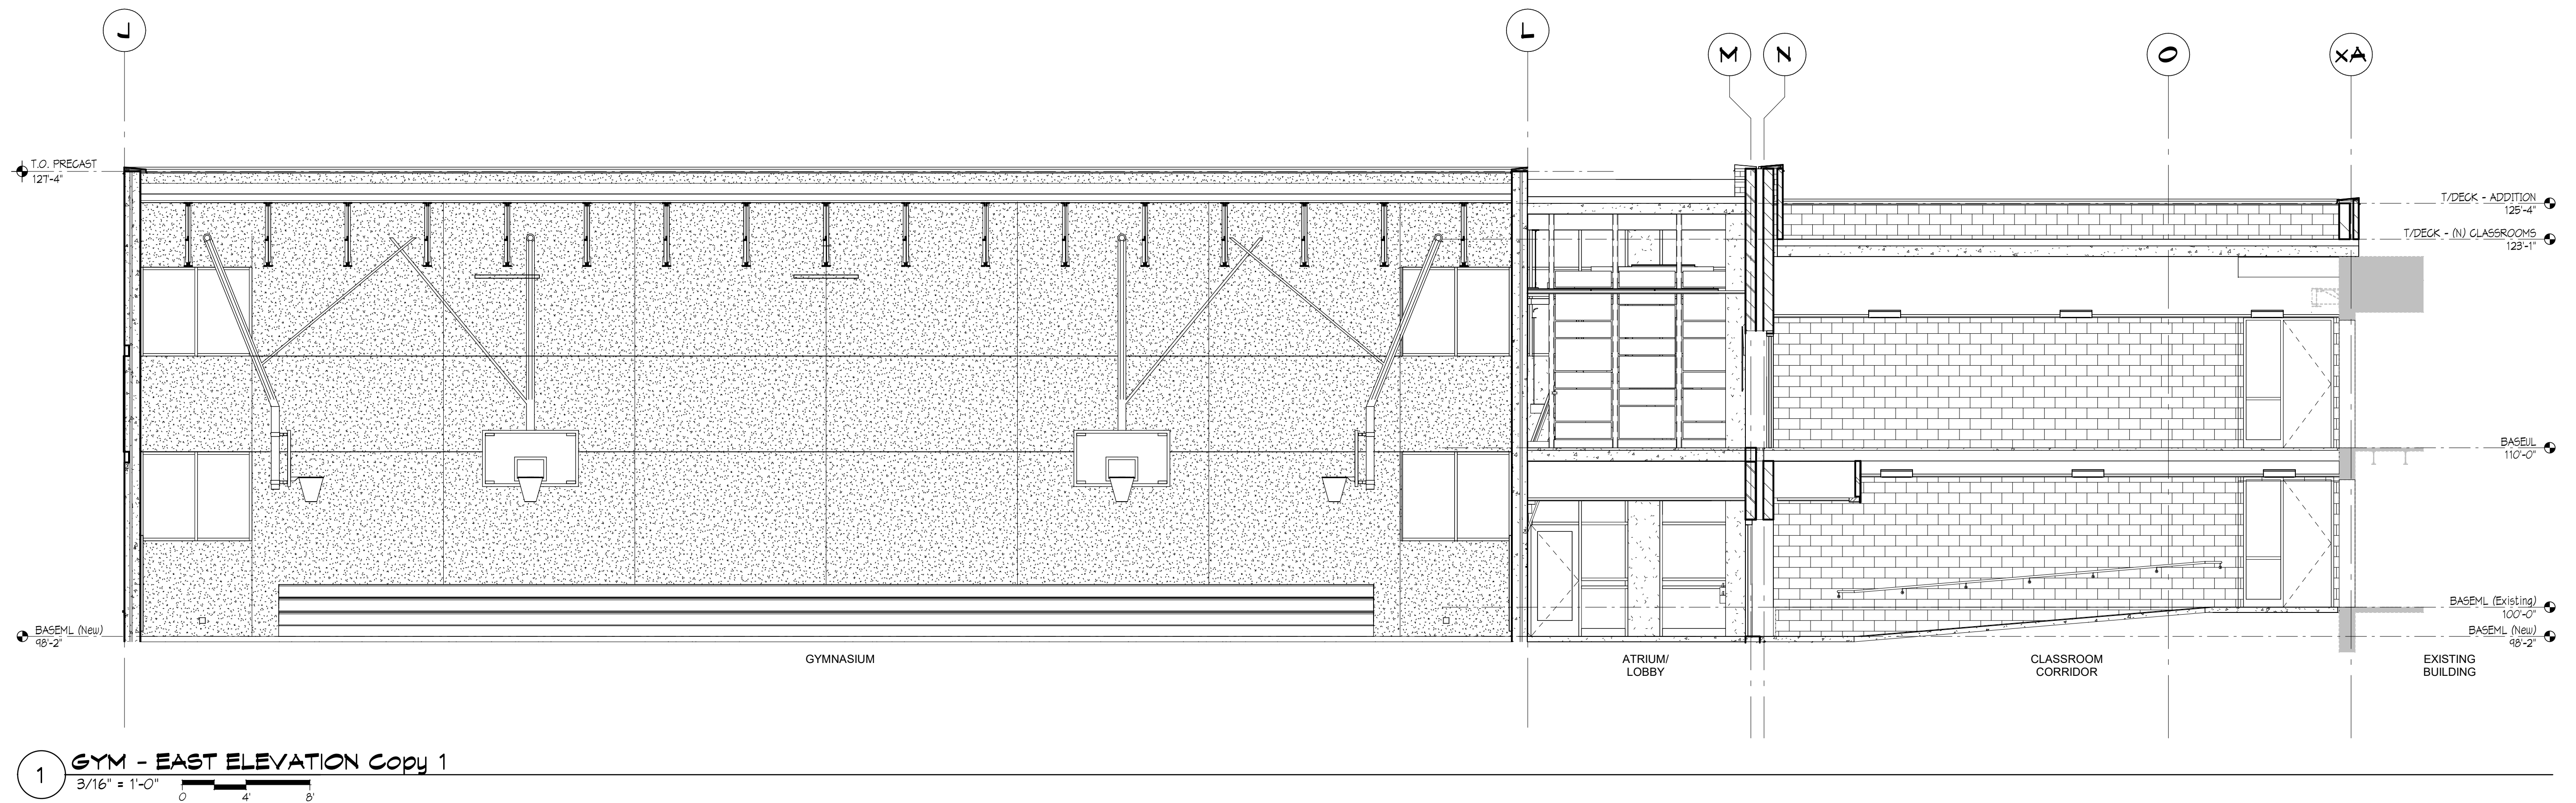 J
L
M
N
O
XA
T.O. PRECAST
127'-4"
T/DECK - ADDITION
125'-4"
T/DECK - (N) CLASSROOMS
123'-1"
BASEUL
110'-0"
BASEML (Existing)
100'-0"
BASEML (New)
98'-2"
BASEML (New)
98'-2"
GYMNASIUM
ATRIUM/
LOBBY
CLASSROOM
CORRIDOR
EXISTING
BUILDING
1
GYM - EAST ELEVATION Copy 1
3/16" = 1'-0"
0 4' 8'